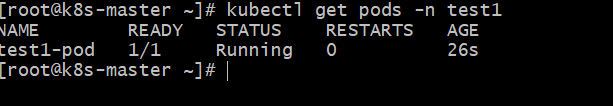 [root@k8s-master ~]# kubectl get pods -n test1
NAME READY STATUS RESTARTS AGE
test1-pod 1/1 Running 0 26s
[root@k8s-master ~]#